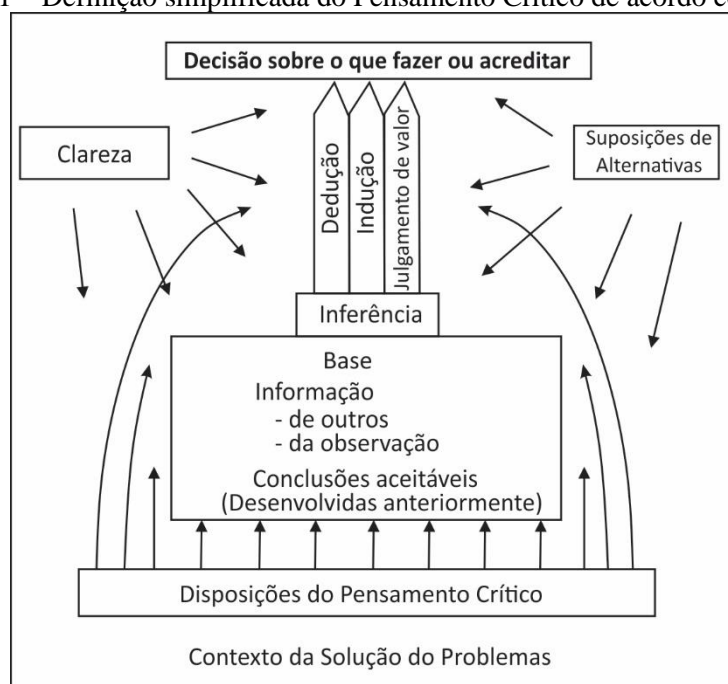 Definição simplificada do Pensamento Crítico de acordo
Decisão sobre o que fazer ou acreditar
Clareza
Suposições de
Alternativas
Dedução
Indução
Julgamento de valor
Inferência
Base
Informação
- de outros
- da observação
Conclusões aceitáveis
(Desenvolvidas anteriormente)
Disposições do Pensamento Crítico
Contexto da Solução do Problemas